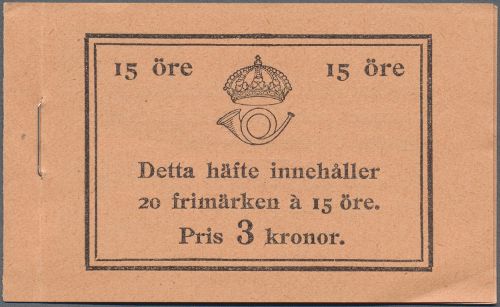 15 öre 15 öre
Detta häfte innehåller
20 frimärken à 15 öre.
Pris 3 kronor.